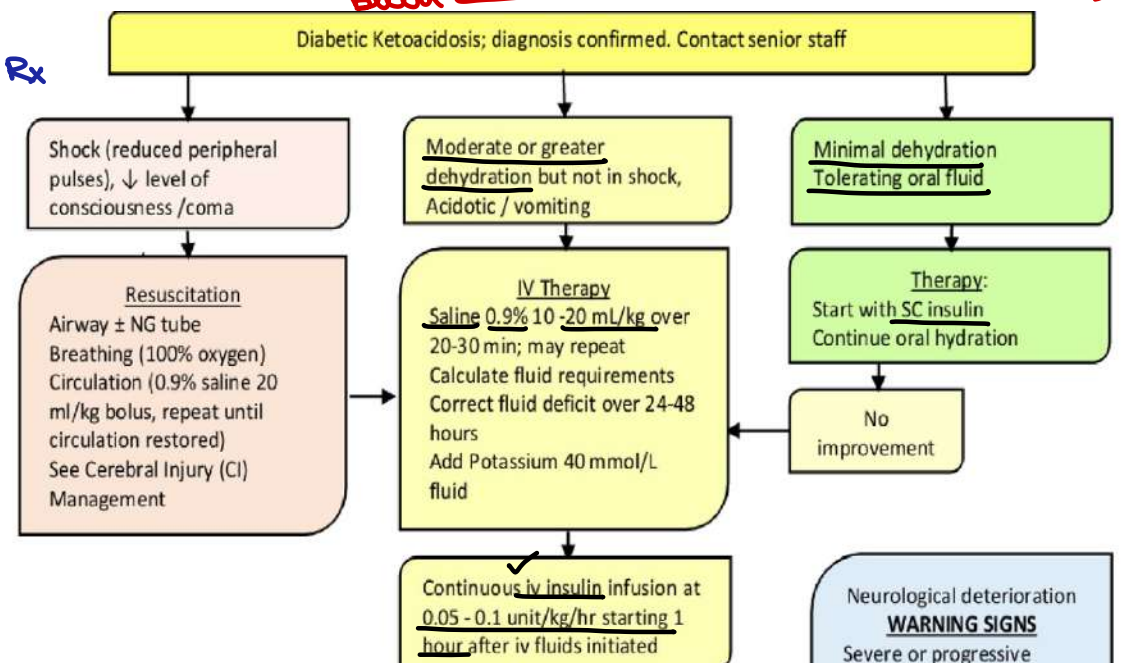 Diabetic Ketoacidosis; diagnosis confirmed. Contact senior staff
Rx
Shock (reduced peripheral
pulses), ↓ level of
consciousness /coma
Moderate or greater
dehydration but not in shock,
Acidotic / vomiting
Minimal dehydration
Tolerating oral fluid
Resuscitation
Airway ± NG tube
Breathing (100% oxygen)
Circulation (0.9% saline 20
ml/kg bolus, repeat until
circulation restored)
See Cerebral Injury (CI)
Management
IV Therapy
Saline 0.9% 10 -20 mL/kg over
20-30 min; may repeat
Calculate fluid requirements
Correct fluid deficit over 24-48
hours
Add Potassium 40 mmol/L
fluid
Therapy:
Start with SC insulin
Continue oral hydration
No
improvement
Continuous iv insulin infusion at
0.05 - 0.1 unit/kg/hr starting 1
hour after iv fluids initiated
Neurological deterioration
WARNING SIGNS
Severe or progressive